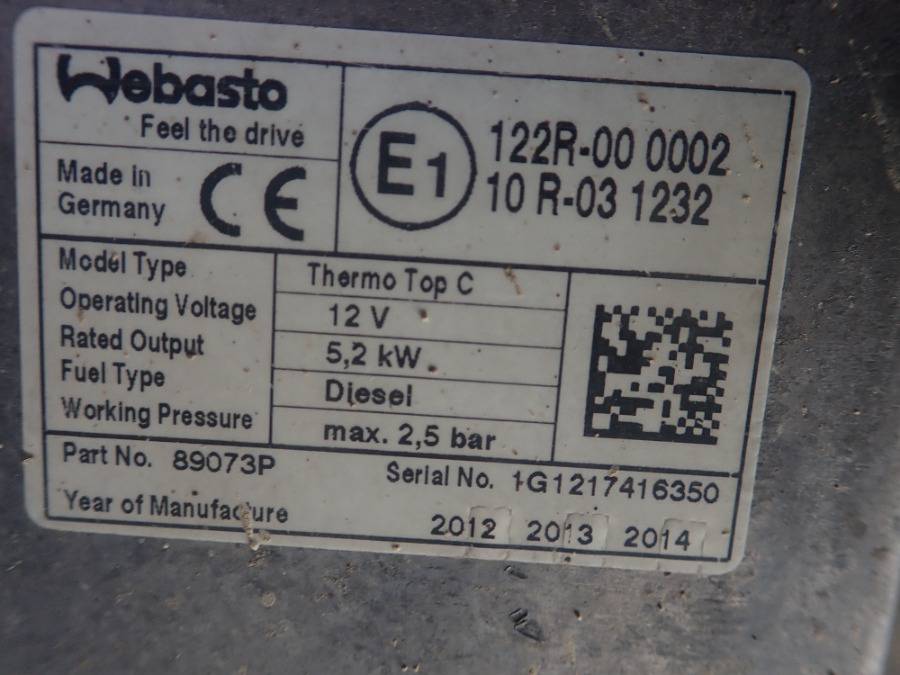 Webasto
Feel the drive
Made in
Germany
CE
E1
122R-00 0002
10 R-03 1232
Model Type Thermo Top C
Operating Voltage 12 V
Rated Output 5,2 kW
Fuel Type Diesel
Working Pressure max. 2,5 bar
Part No. 89073P Serial No. 1G1217416350
Year of Manufacture 2012 2013 2014